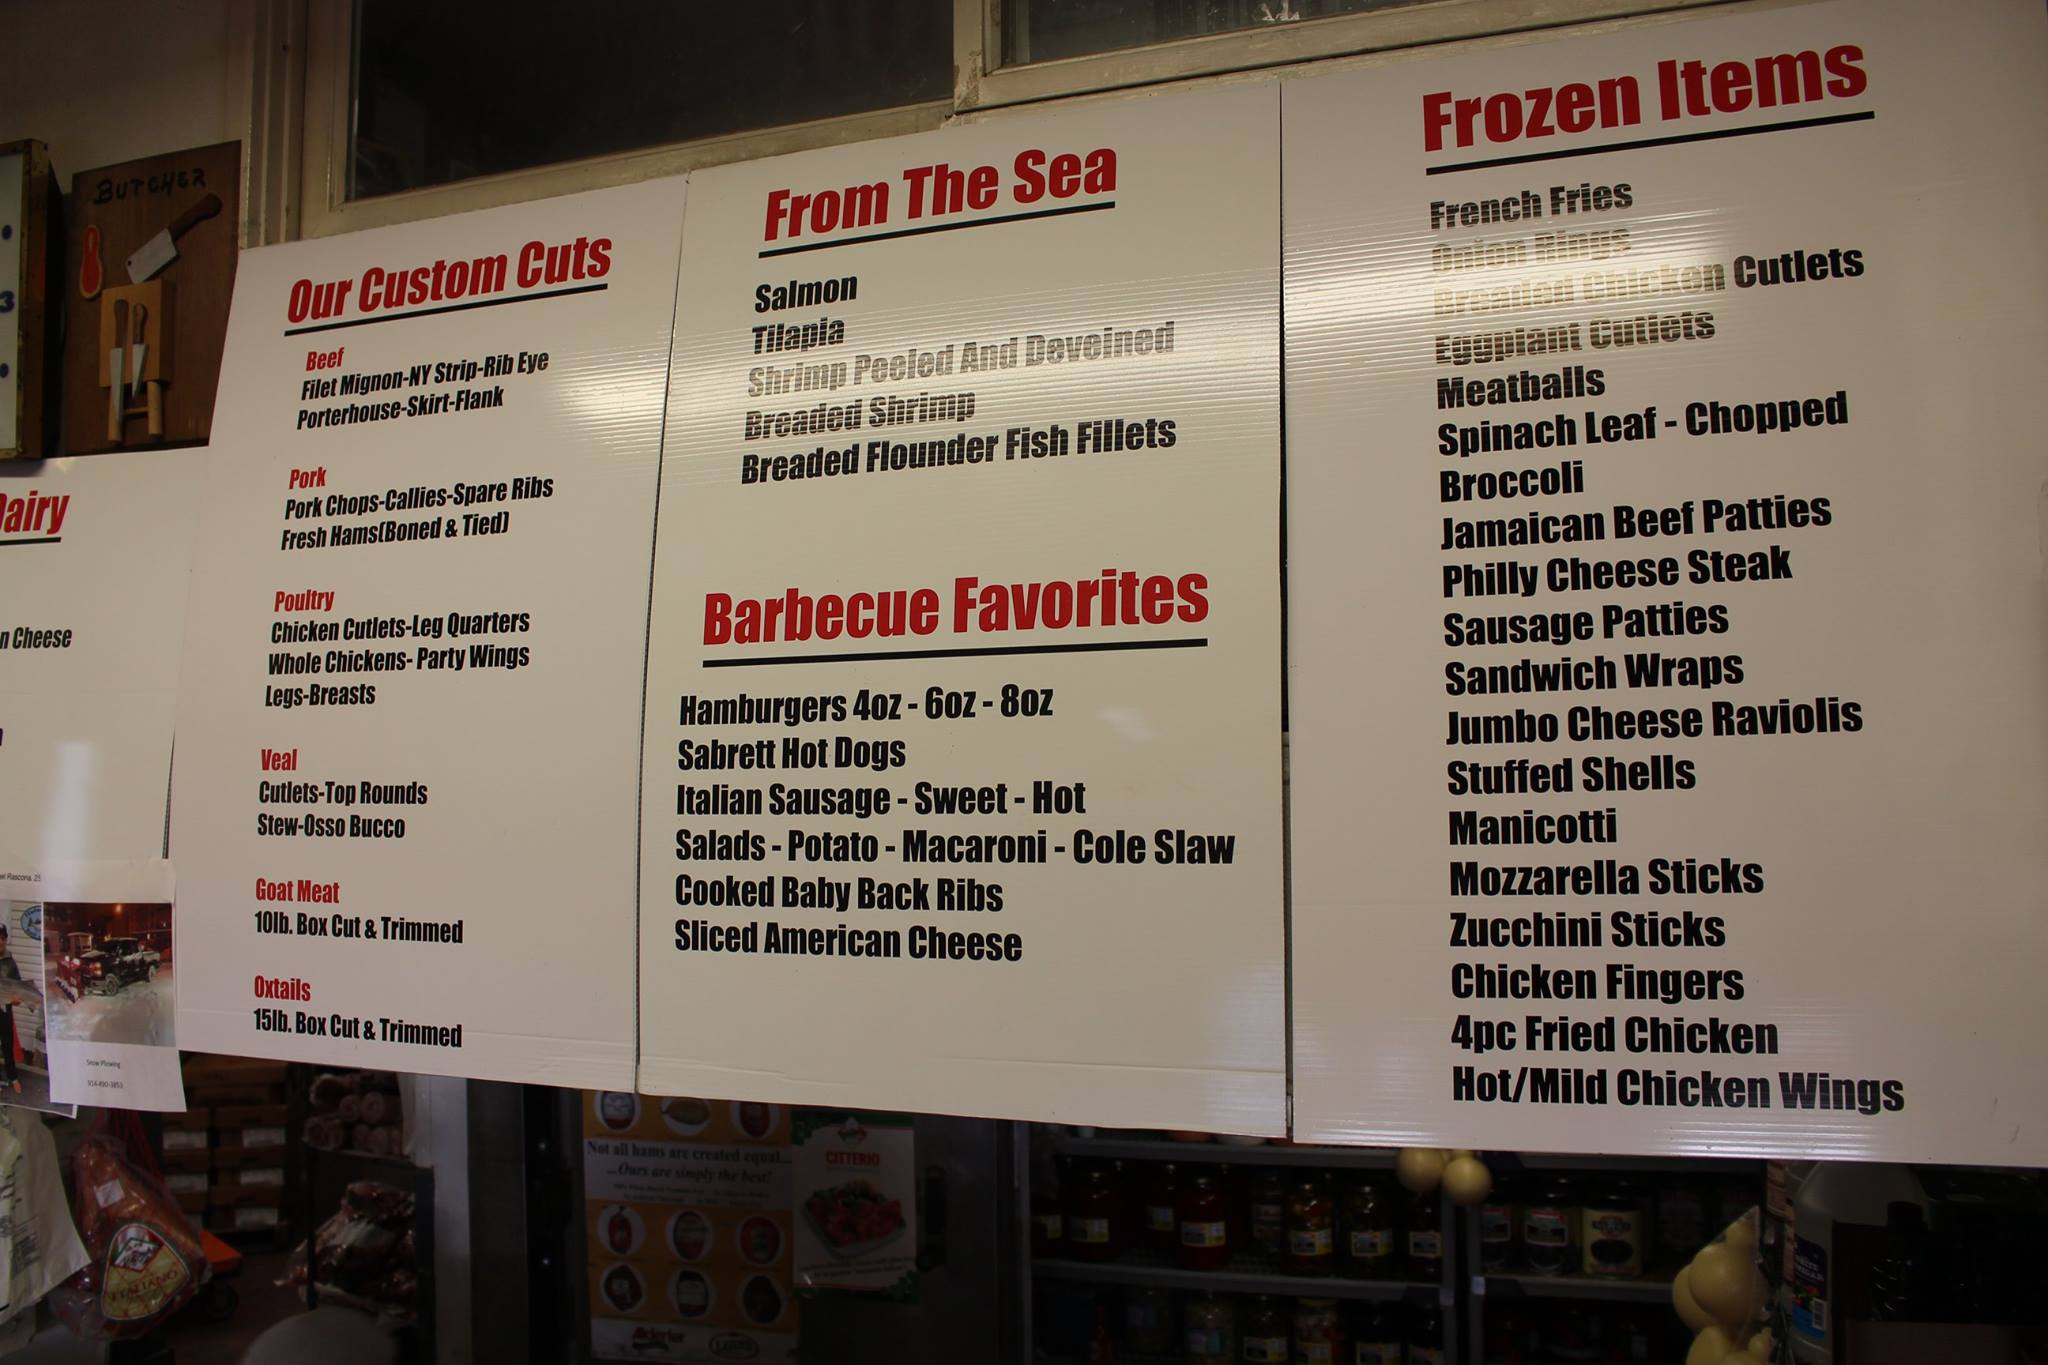 BUTCHER
3
Dairy
n Cheese
Our Custom Cuts
Beef
Filet Mignon-NY Strip-Rib Eye
Porterhouse-Skirt-Flank
Pork
Pork Chops-Callies-Spare Ribs
Fresh Hams(Boned & Tied)
Poultry
Chicken Cutlets-Leg Quarters
Whole Chickens- Party Wings
Legs-Breasts
Veal
Cutlets-Top Rounds
Stew-Osso Bucco
Goat Meat
10lb. Box Cut & Trimmed
Oxtails
15lb. Box Cut & Trimmed
From The Sea
Salmon
Tilapia
Shrimp Peeled And Deveined
Breaded Shrimp
Breaded Flounder Fish Fillets
Barbecue Favorites
Hamburgers 4oz - 6oz - 8oz
Sabrett Hot Dogs
Italian Sausage - Sweet - Hot
Salads - Potato - Macaroni - Cole Slaw
Cooked Baby Back Ribs
Sliced American Cheese
Frozen Items
French Fries
Onion Rings
Breaded Chicken Cutlets
Eggplant Cutlets
Meatballs
Spinach Leaf - Chopped
Broccoli
Jamaican Beef Patties
Philly Cheese Steak
Sausage Patties
Sandwich Wraps
Jumbo Cheese Raviolis
Stuffed Shells
Manicotti
Mozzarella Sticks
Zucchini Sticks
Chicken Fingers
4pc Fried Chicken
Hot/Mild Chicken Wings
Snow Plowing
914-490-3853
Not all hams are created equal....
...Ours are simply the best!
CITTERIO
ITALIANO